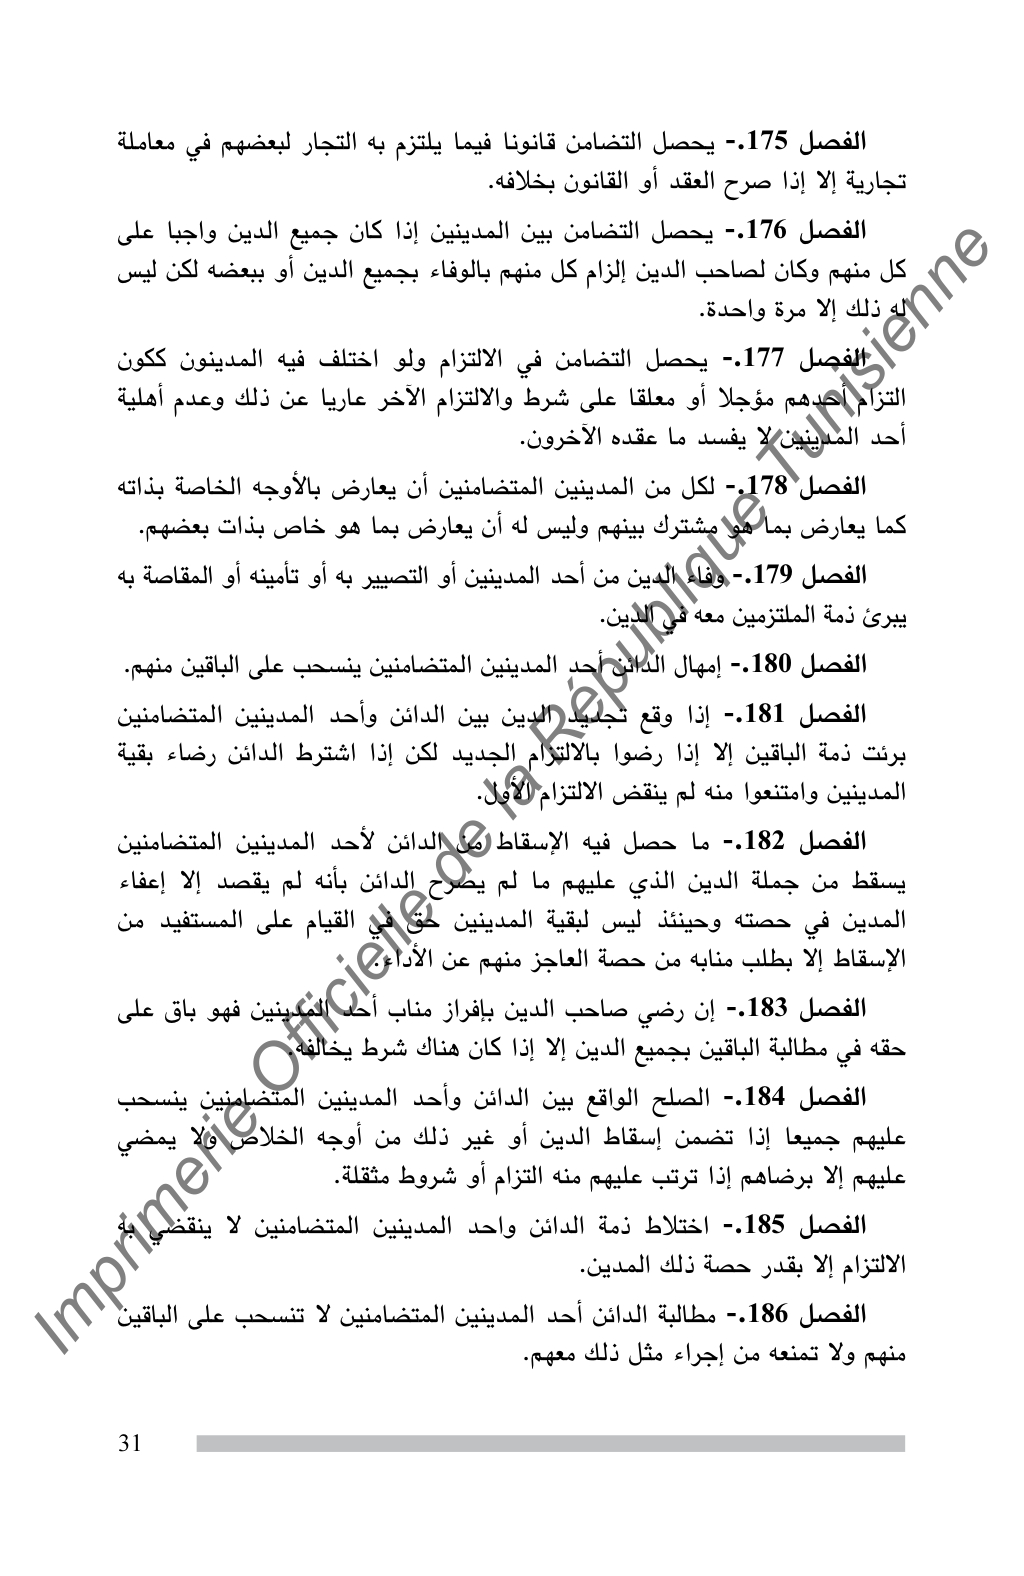 الفصل 175.- يحصل التضامن قانونا فيما يلتزم به التجار لبعضهم في معاملة
تجارية إلا إذا صرح العقد أو القانون بخلافه.
الفصل 176.- يحصل التضامن بين المدينين إذا كان جميع الدين واجبا على
كل منهم وكان لصاحب الدين إلزام كل منهم بالوفاء بجميع الدين أو ببعضه لكن ليس
له ذلك إلا مرة واحدة.
الفصل 177.- يحصل التضامن في الالتزام ولو اختلف فيه المدينون ككون
التزام أحدهم مؤجلا أو معلقا على شرط والالتزام الآخر عاريا عن ذلك وعدم أهلية
أحد المدينين لا يفسد ما عقده الآخرون.
الفصل 178.- لكل من المدينين المتضامنين أن يعارض بالأوجه الخاصة بذاته
كما يعارض بما هو مشترك بينهم وليس له أن يعارض بما هو خاص بذات بعضهم.
الفصل 179.- وفاء الدين من أحد المدينين أو التصيير به أو تأمينه أو المقاصة به
يبرئ ذمة الملتزمين معه في الدين.
الفصل 180.- إمهال الدائن أحد المدينين المتضامنين ينسحب على الباقين منهم.
الفصل 181.- إذا وقع تجديد الدين بين الدائن وأحد المدينين المتضامنين
برئت ذمة الباقين إلا إذا رضوا بالالتزام الجديد لكن إذا اشترط الدائن رضاء بقية
المدينين وامتنعوا منه لم ينقض الالتزام الأول.
الفصل 182.- ما حصل فيه الإسقاط من الدائن لأحد المدينين المتضامنين
يسقط من جملة الدين الذي عليهم ما لم يصرح الدائن بأنه لم يقصد إلا إعفاء
المدين في حصته وحينئذ ليس لبقية المدينين حق في القيام على المستفيد من
الإسقاط إلا بطلب منابه من حصة العاجز منهم عن الأداء.
الفصل 183.- إن رضي صاحب الدين بإفراز مناب أحد المدينين فهو باق على
حقه في مطالبة الباقين بجميع الدين إلا إذا كان هناك شرط يخالفه.
الفصل 184.- الصلح الواقع بين الدائن وأحد المدينين المتضامنين ينسحب
عليهم جميعا إذا تضمن إسقاط الدين أو غير ذلك من أوجه الخلاص ولا يمضي
عليهم إلا برضاهم إذا ترتب عليهم منه التزام أو شروط مثقلة.
الفصل 185.- اختلاط ذمة الدائن واحد المدينين المتضامنين لا ينقضي به
الالتزام إلا بقدر حصة ذلك المدين.
الفصل 186.- مطالبة الدائن أحد المدينين المتضامنين لا تنسحب على الباقين
منهم ولا تمنعه من إجراء مثل ذلك معهم.
31
Imprimerie Officielle de la République Tunisienne